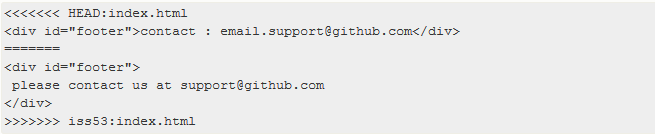 <<<<<<< HEAD:index.html
<div id="footer">contact : email.support@github.com</div>
=======
<div id="footer">
 please contact us at support@github.com
</div>
>>>>>>> iss53:index.html